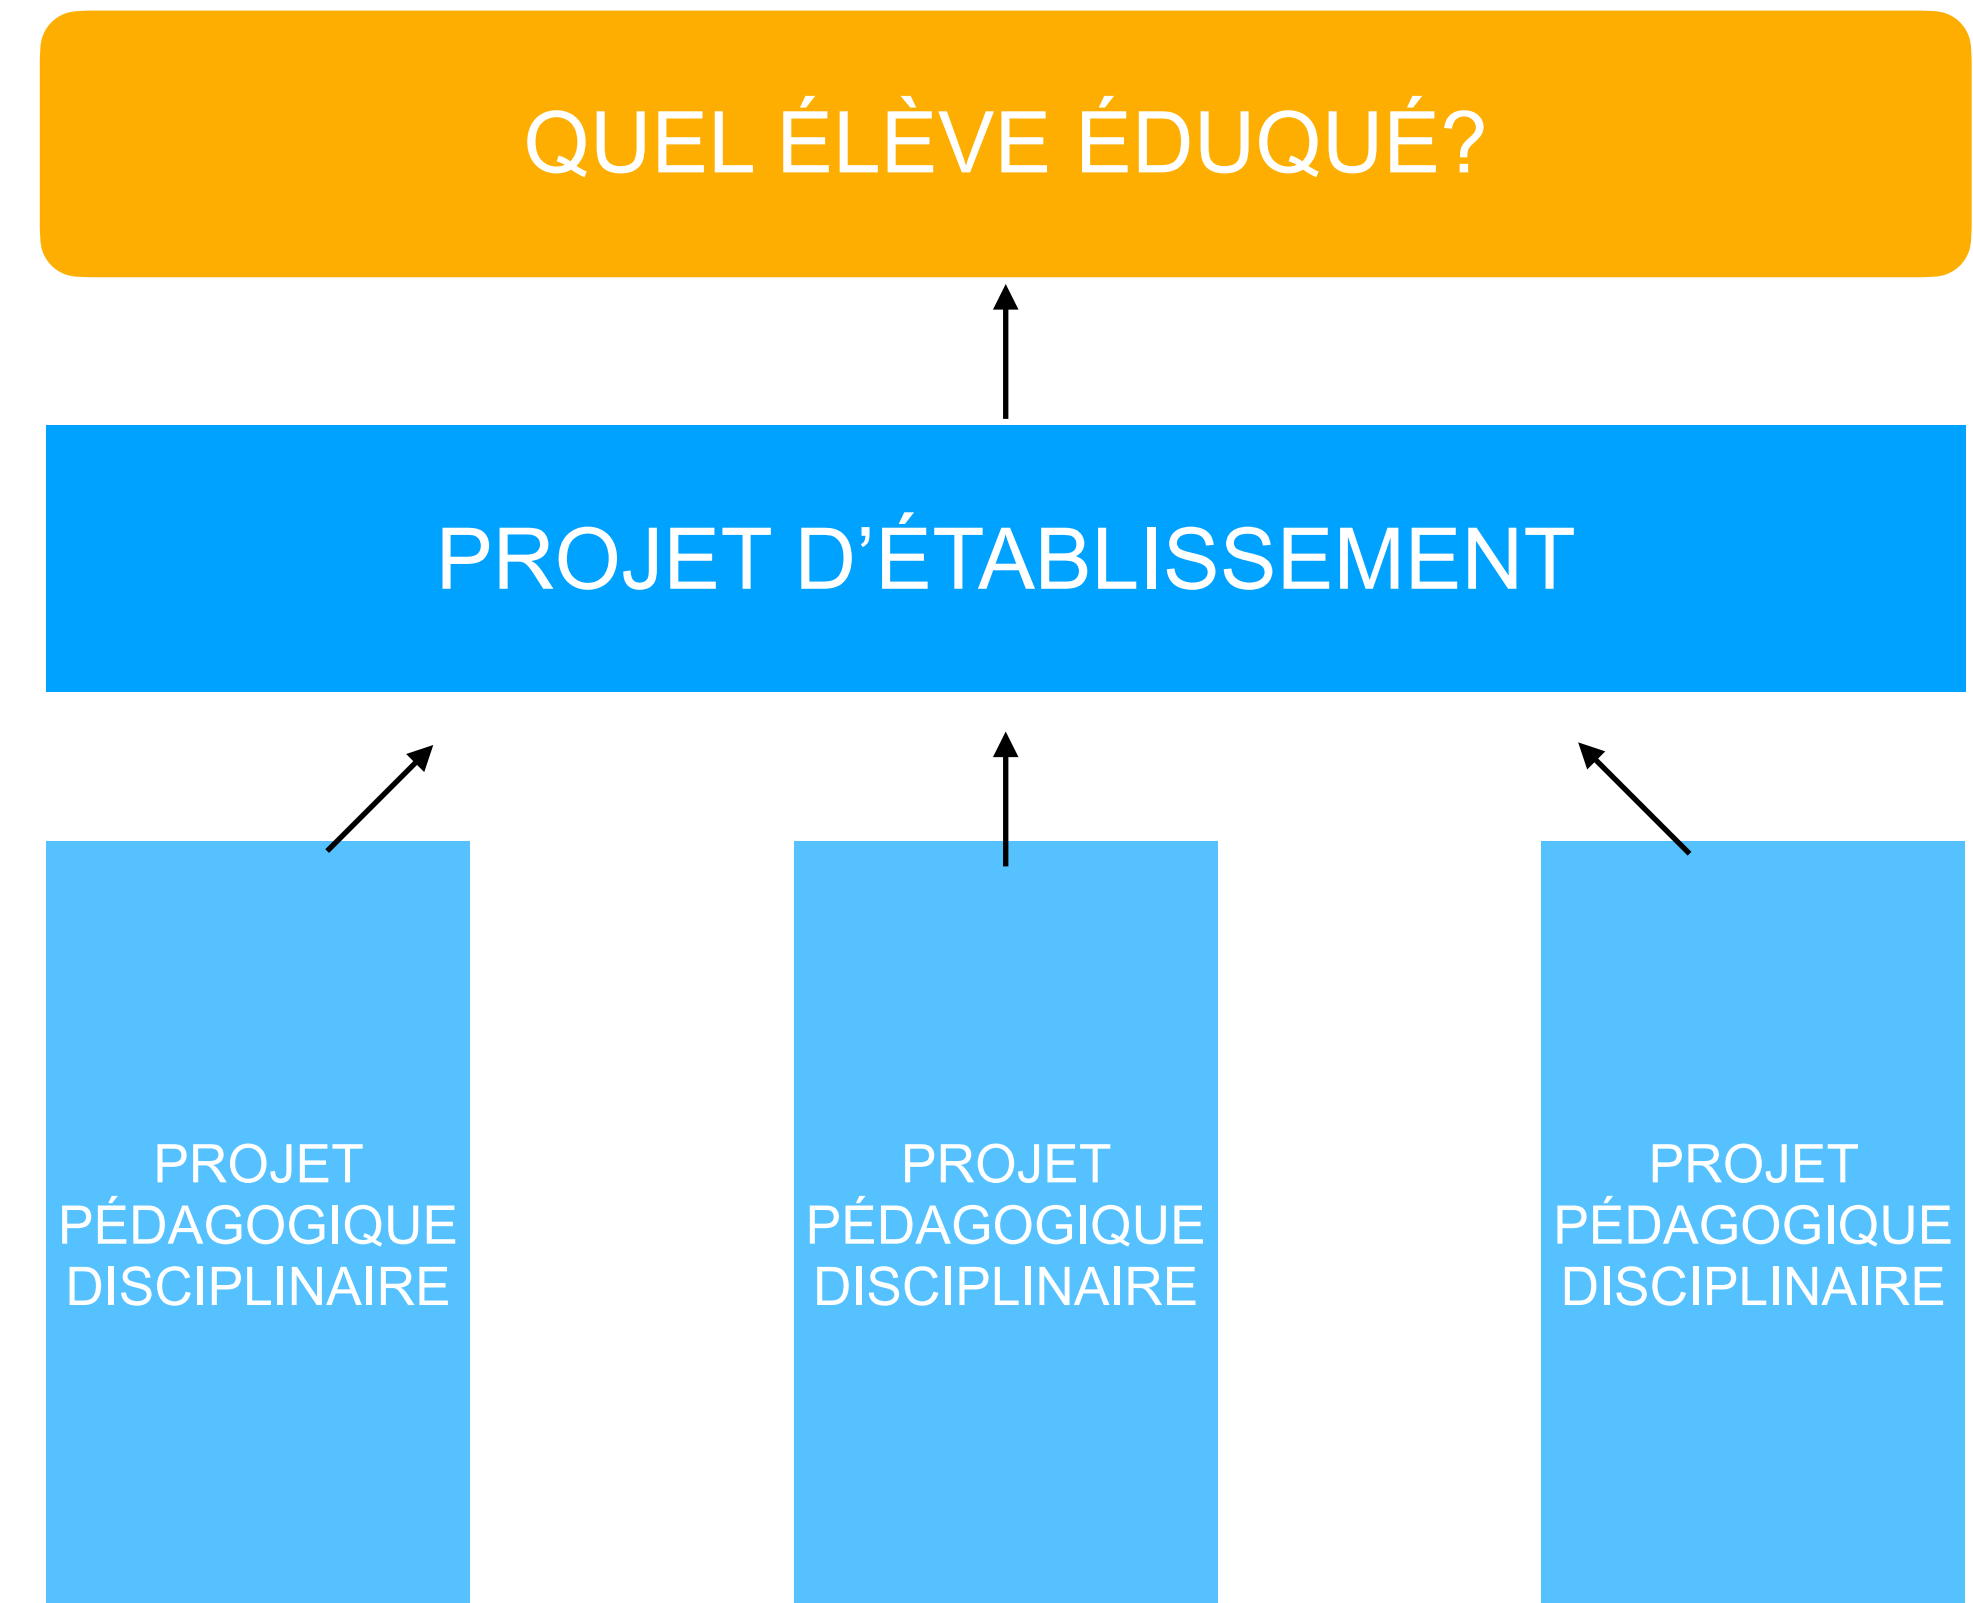 QUEL ÉLÈVE ÉDUQUÉ?
PROJET D’ÉTABLISSEMENT
PROJET
PÉDAGOGIQUE
DISCIPLINAIRE
PROJET
PÉDAGOGIQUE
DISCIPLINAIRE
PROJET
PÉDAGOGIQUE
DISCIPLINAIRE